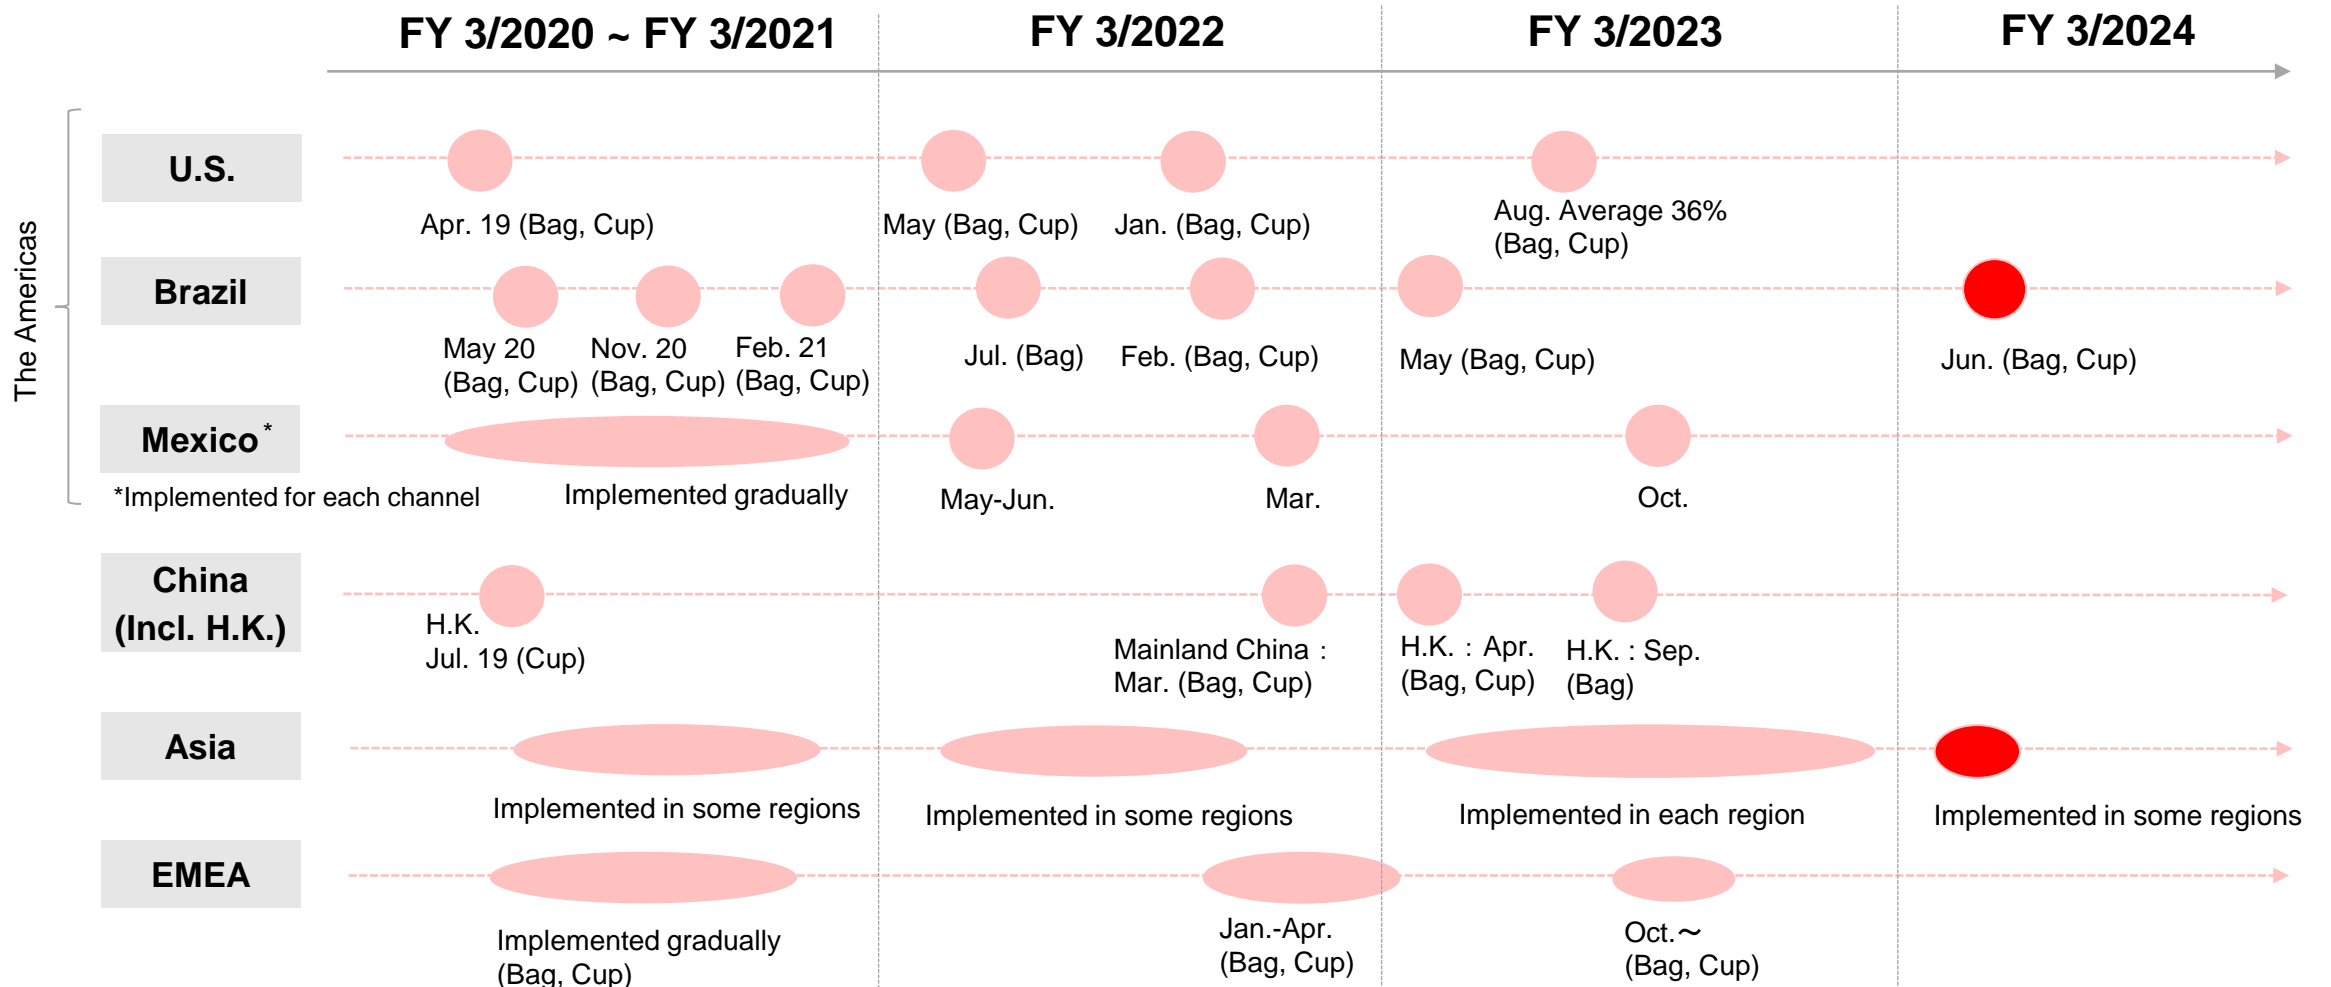 FY 3/2020 ~ FY 3/2021
FY 3/2022
FY 3/2023
FY 3/2024
The Americas
U.S.
Apr. 19 (Bag, Cup)
May (Bag, Cup)
Jan. (Bag, Cup)
Aug. Average 36%
(Bag, Cup)
Brazil
May 20
(Bag, Cup)
Nov. 20
(Bag, Cup)
Feb. 21
(Bag, Cup)
Jul. (Bag)
Feb. (Bag, Cup)
May (Bag, Cup)
Jun. (Bag, Cup)
Mexico*
*Implemented for each channel
Implemented gradually
May-Jun.
Mar.
Oct.
China
(Incl. H.K.)
H.K.
Jul. 19 (Cup)
Mainland China :
Mar. (Bag, Cup)
H.K. : Apr.
(Bag, Cup)
H.K. : Sep.
(Bag)
Asia
Implemented in some regions
Implemented in some regions
Implemented in each region
Implemented in some regions
EMEA
Implemented gradually
(Bag, Cup)
Jan.-Apr.
(Bag, Cup)
Oct.～
(Bag, Cup)